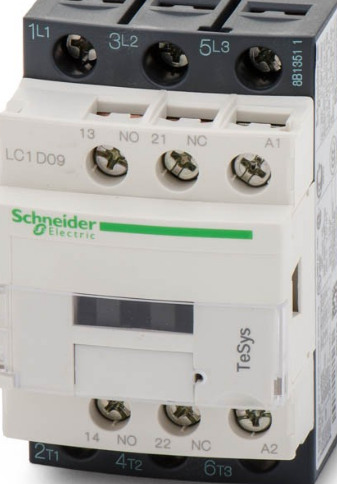 1L1 3L2 5L3
8B1351 1
13 NO 21 NC A1
LC1D09
Schneider
Electric
TeSys
14 NO 22 NC A2
2T1 4T2 6T3